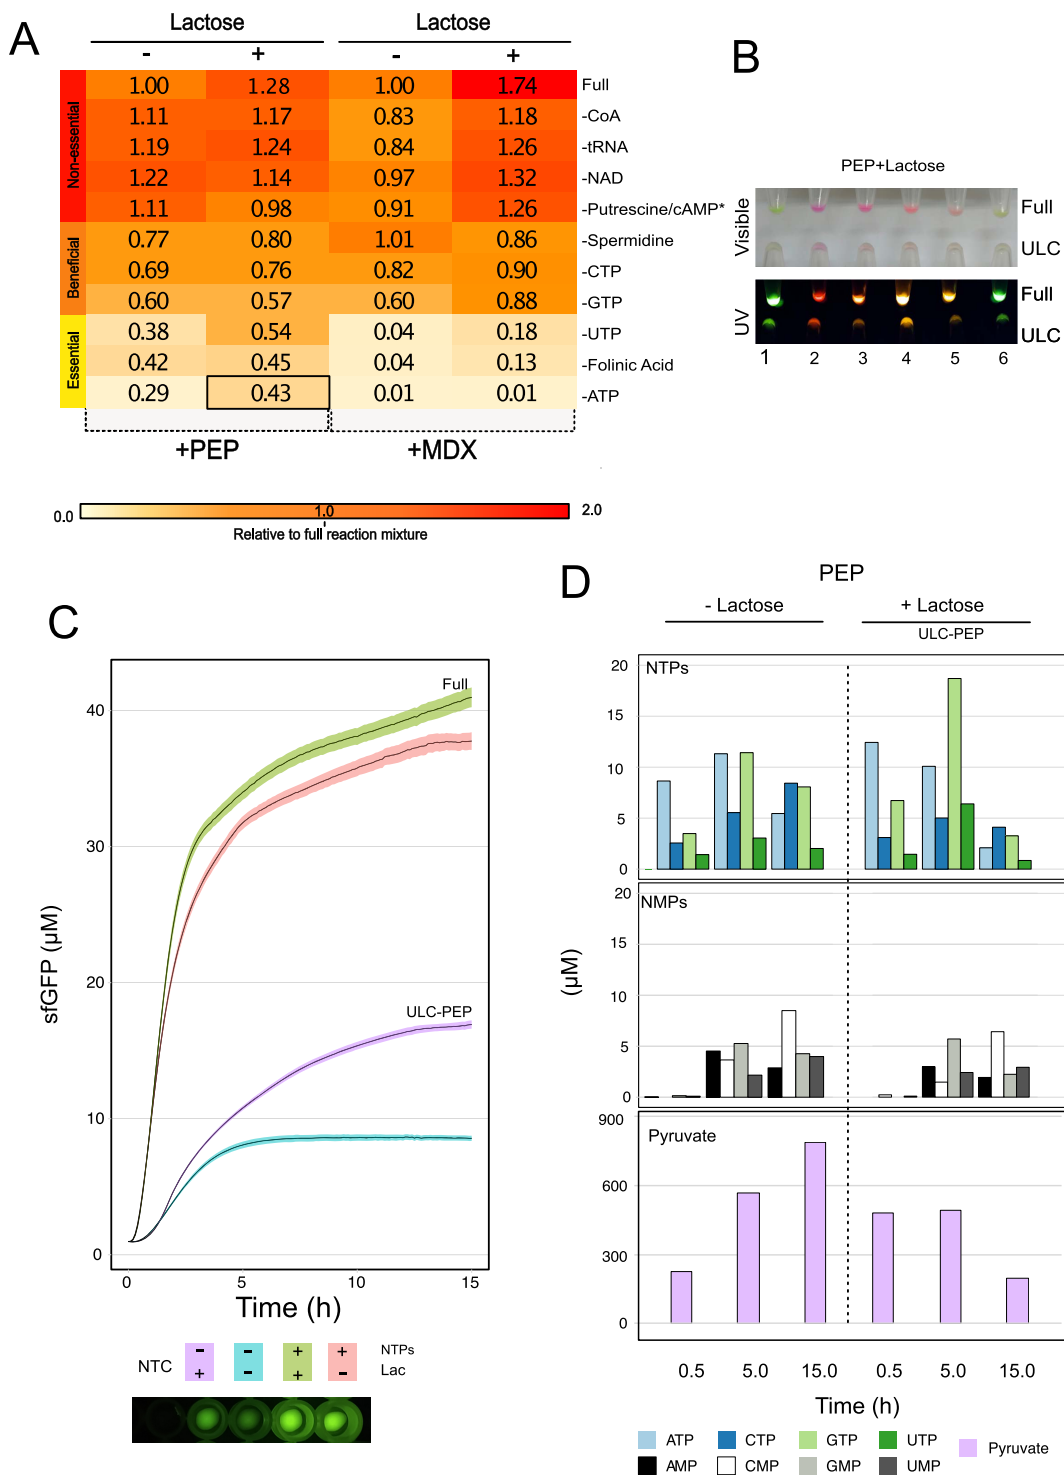 A
Lactose Lactose
- + - +
Non-essential
1.00 1.28 1.00 1.74 Full
1.11 1.17 0.83 1.18 -CoA
1.19 1.24 0.84 1.26 -tRNA
1.22 1.14 0.97 1.32 -NAD
1.11 0.98 0.91 1.26 -Putrescine/cAMP*
Beneficial
0.77 0.80 1.01 0.86 -Spermidine
0.69 0.76 0.82 0.90 -CTP
0.60 0.57 0.60 0.88 -GTP
Essential
0.38 0.54 0.04 0.18 -UTP
0.42 0.45 0.04 0.13 -Folinic Acid
0.29 0.43 0.01 0.01 -ATP
+PEP +MDX
0.0 1.0 2.0
Relative to full reaction mixture
B
PEP+Lactose
Visible
Full
ULC
UV
Full
ULC
1 2 3 4 5 6
C
sfGFP (μM)
40
30
20
10
0
Full
ULC-PEP
0 5 10 15
Time (h)
NTC
- - + + NTPs
+ - + - Lac
D
PEP
- Lactose + Lactose
ULC-PEP
(μM)
NTPs
20
15
10
5
0
NMPs
20
15
10
5
0
Pyruvate
900
600
300
0
0.5 5.0 15.0 0.5 5.0 15.0
Time (h)
ATP CTP GTP UTP Pyruvate
AMP CMP GMP UMP